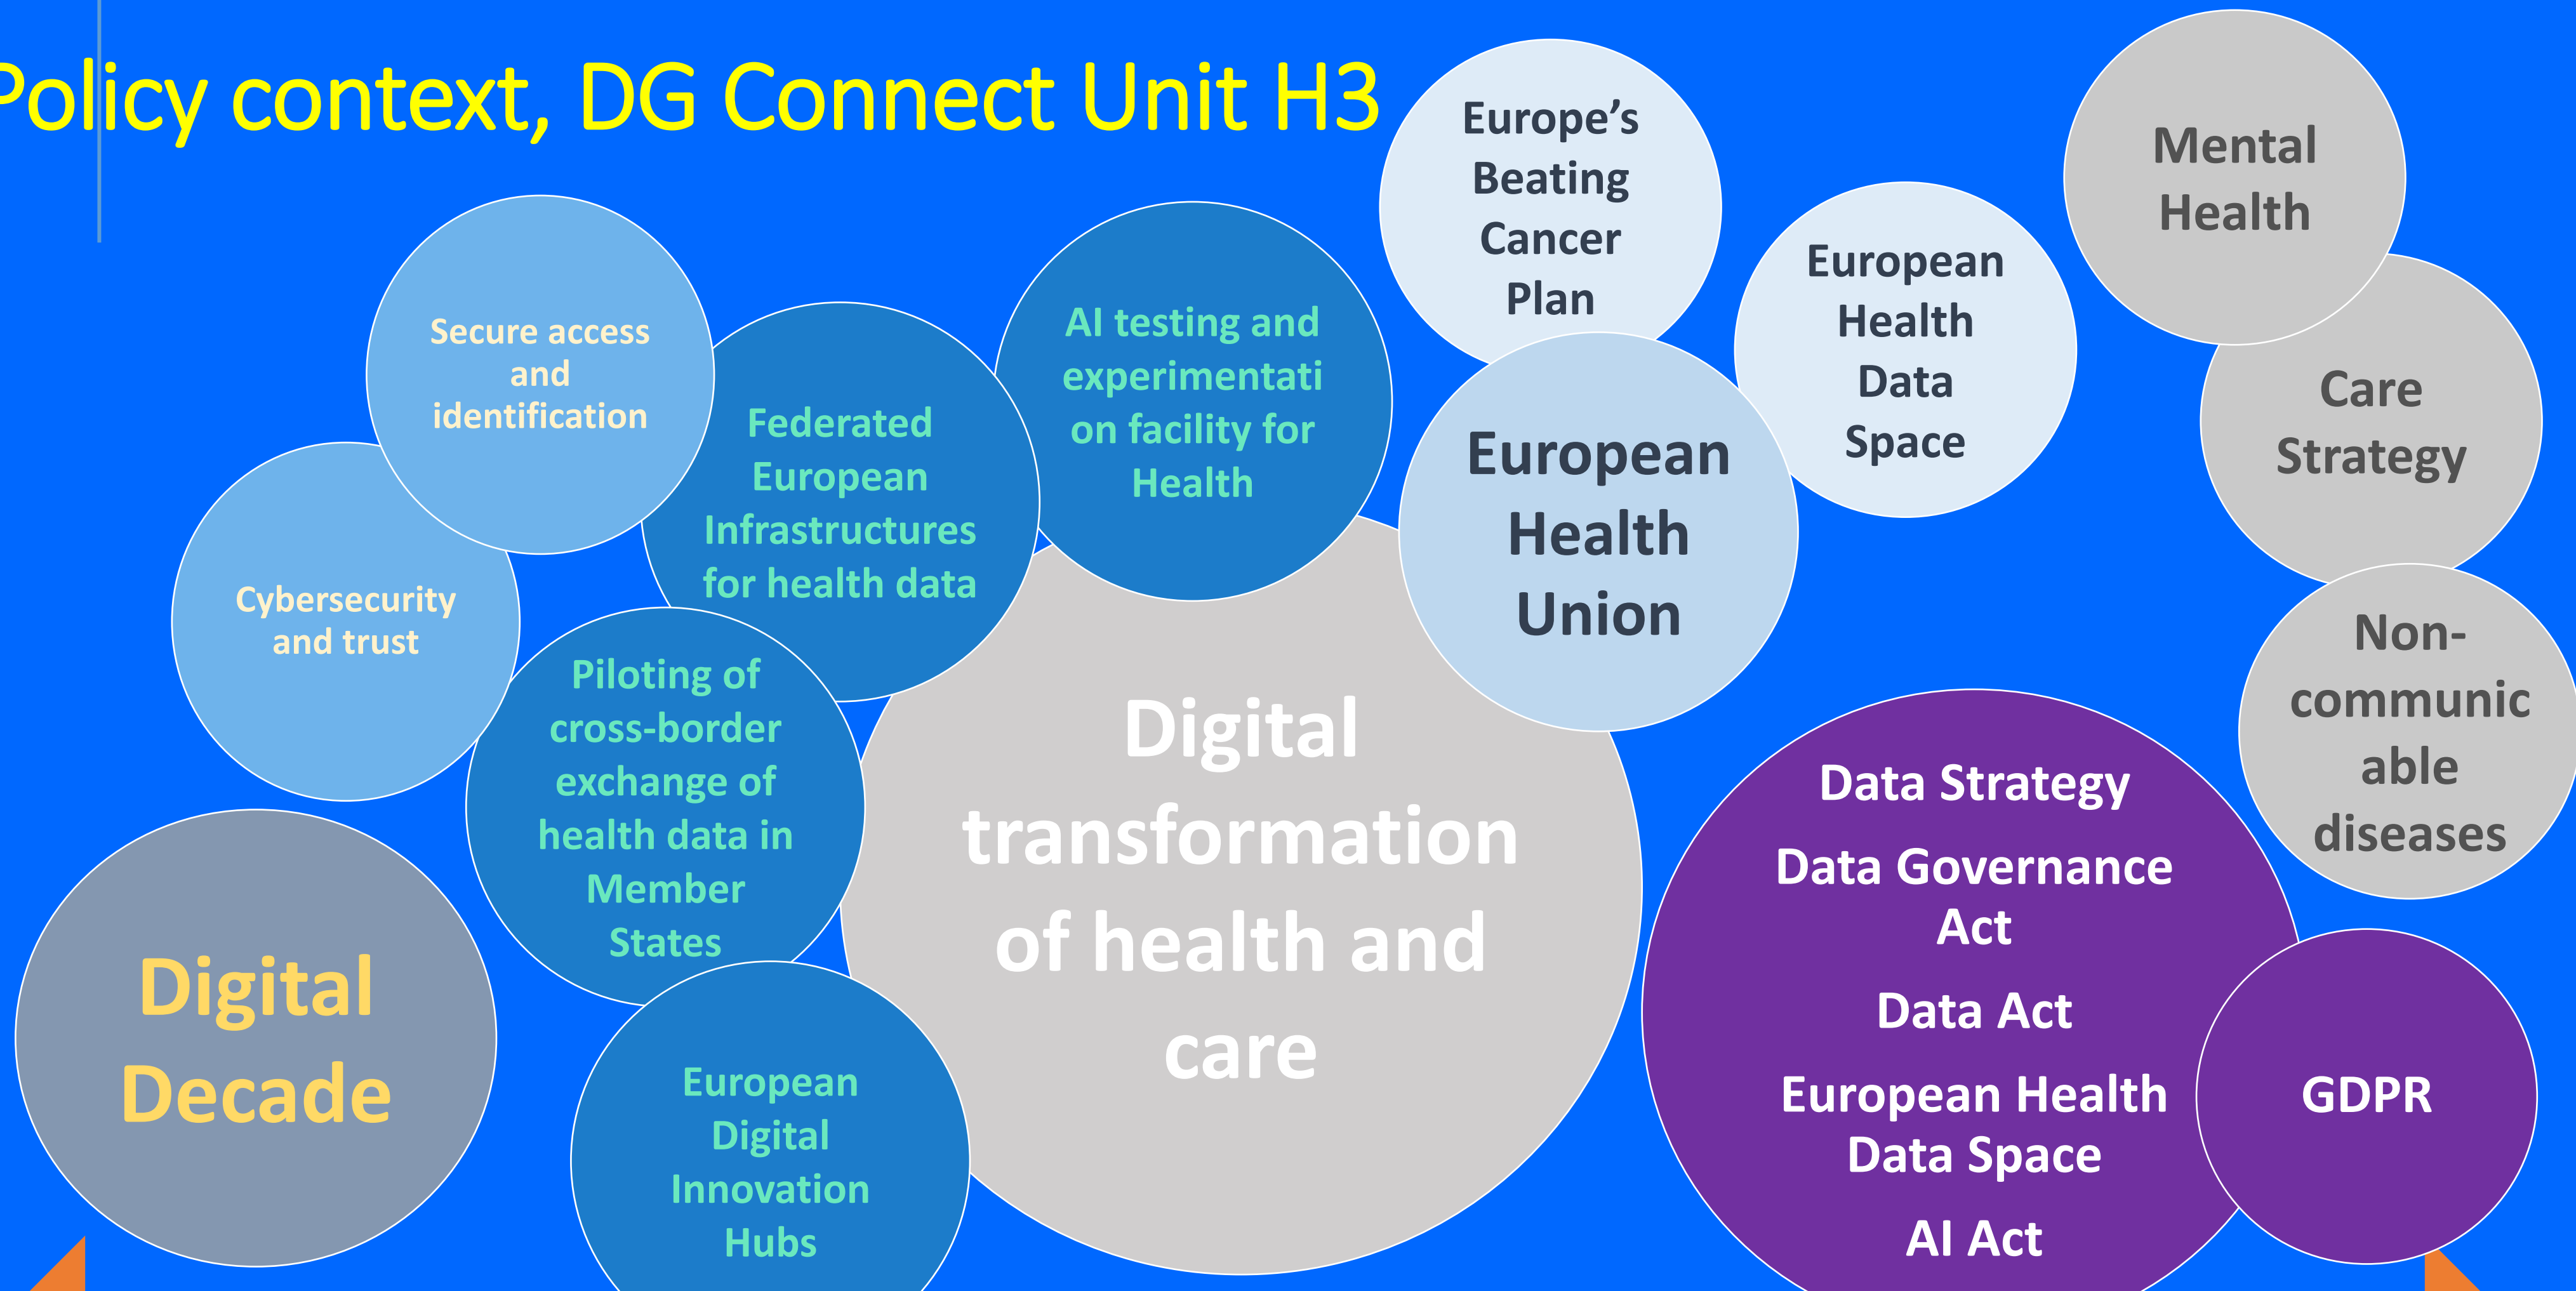 Policy context, DG Connect Unit H3
Europe’s
Beating
Cancer
Plan
Mental
Health
European
Health
Data
Space
Secure access
and
identification
AI testing and
experimentati
on facility for
Health
Federated
European
Infrastructures
for health data
Care
Strategy
European
Health
Union
Cybersecurity
and trust
Non-
communic
able
diseases
Piloting of
cross-border
exchange of
health data in
Member
States
Digital
transformation
of health and
care
Data Strategy
Data Governance
Act
Data Act
European Health
Data Space
AI Act
GDPR
Digital
Decade
European
Digital
Innovation
Hubs